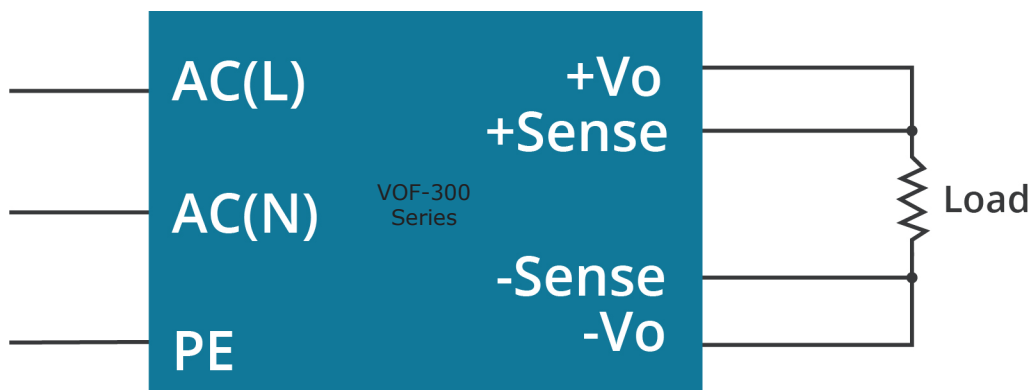 AC(L)
+Vo
+Sense
VOF-300
Series
AC(N)
Load
-Sense
-Vo
PE